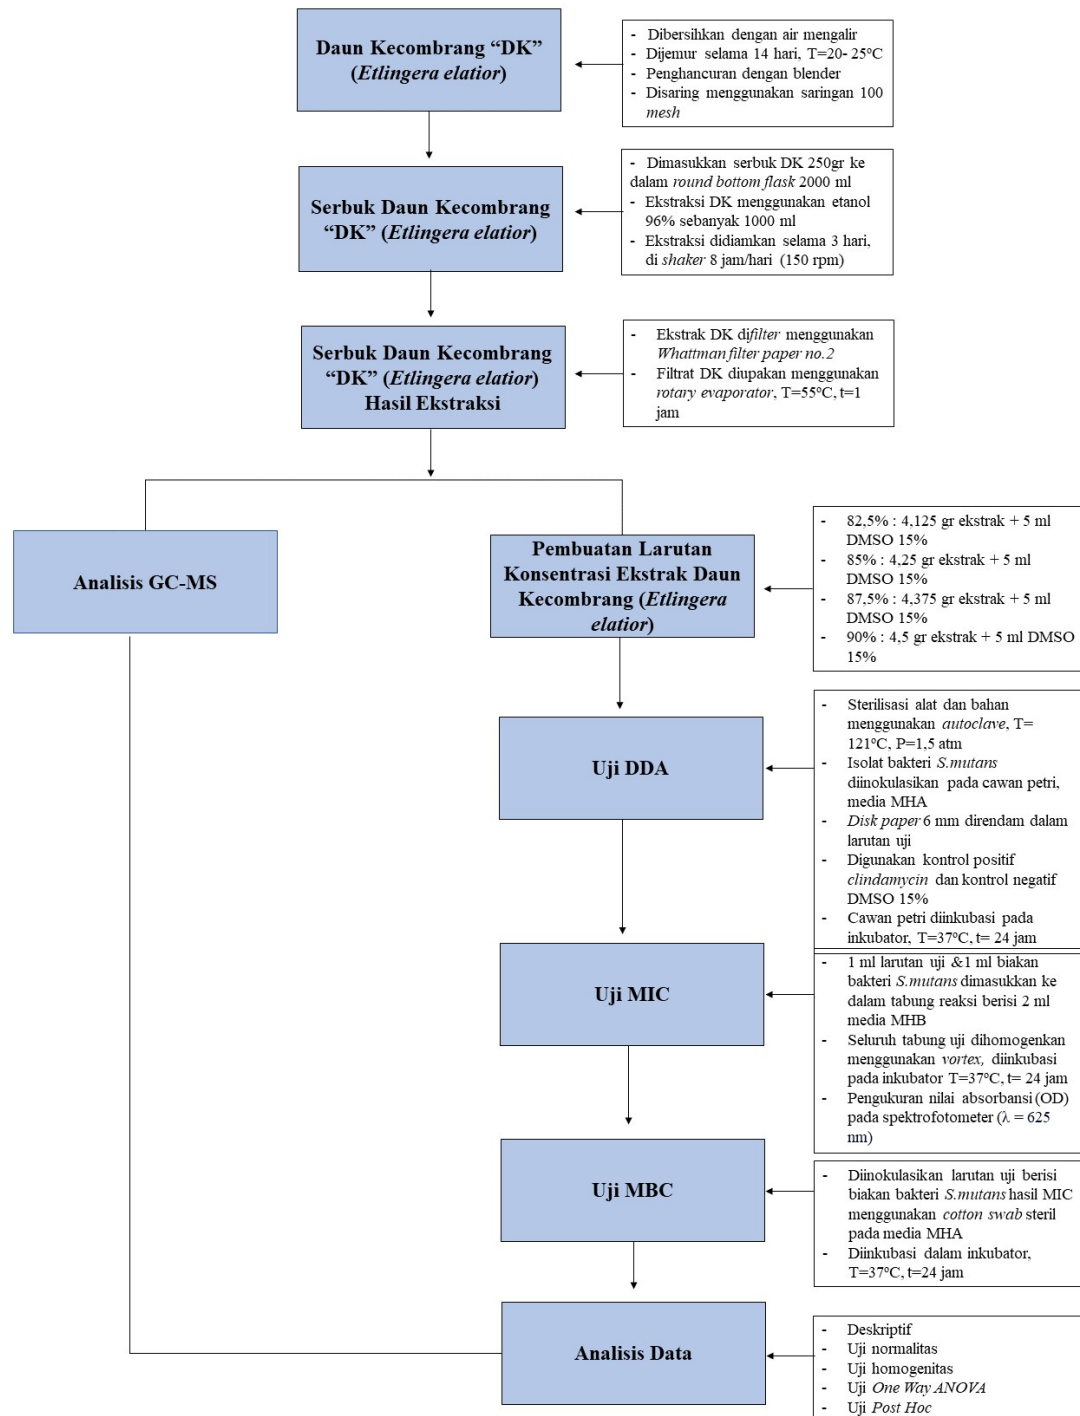 Daun Kecombrang “DK”
(Etlingera elatior)
- Dibersihkan dengan air mengalir
- Dijemur selama 14 hari, T=20- 25ºC
- Penghancuran dengan blender
- Disaring menggunakan saringan 100
mesh
Serbuk Daun Kecombrang
“DK” (Etlingera elatior)
- Dimasukkan serbuk DK 250gr ke
dalam round bottom flask 2000 ml
- Ekstraksi DK menggunakan etanol
96% sebanyak 1000 ml
- Ekstraksi didiamkan selama 3 hari,
di shaker 8 jam/hari (150 rpm)
Serbuk Daun Kecombrang
“DK” (Etlingera elatior)
Hasil Ekstraksi
- Ekstrak DK difilter menggunakan
Whattman filter paper no.2
- Filtrat DK diupakan menggunakan
rotary evaporator, T=55ºC, t=1
jam
Analisis GC-MS
Pembuatan Larutan
Konsentrasi Ekstrak Daun
Kecombrang (Etlingera
elatior)
- 82,5% : 4,125 gr ekstrak + 5 ml
DMSO 15%
- 85% : 4,25 gr ekstrak + 5 ml
DMSO 15%
- 87,5% : 4,375 gr ekstrak + 5 ml
DMSO 15%
- 90% : 4,5 gr ekstrak + 5 ml DMSO
15%
Uji DDA
- Sterilisasi alat dan bahan
menggunakan autoclave, T=
121ºC, P=1,5 atm
- Isolat bakteri S.mutans
diinokulasikan pada cawan petri,
media MHA
- Disk paper 6 mm direndam dalam
larutan uji
- Digunakan kontrol positif
clindamycin dan kontrol negatif
DMSO 15%
- Cawan petri diinkubasi pada
inkubator, T=37ºC, t= 24 jam
Uji MIC
- 1 ml larutan uji &1 ml biakan
bakteri S.mutans dimasukkan ke
dalam tabung reaksi berisi 2 ml
media MHB
- Seluruh tabung uji dihomogenkan
menggunakan vortex, diinkubasi
pada inkubator T=37ºC, t= 24 jam
- Pengukuran nilai absorbansi (OD)
pada spektrofotometer (λ = 625
nm)
Uji MBC
- Diinokulasikan larutan uji berisi
biakan bakteri S.mutans hasil MIC
menggunakan cotton swab steril
pada media MHA
- Diinkubasi dalam inkubator,
T=37ºC, t=24 jam
Analisis Data
- Deskriptif
- Uji normalitas
- Uji homogenitas
- Uji One Way ANOVA
- Uji Post Hoc